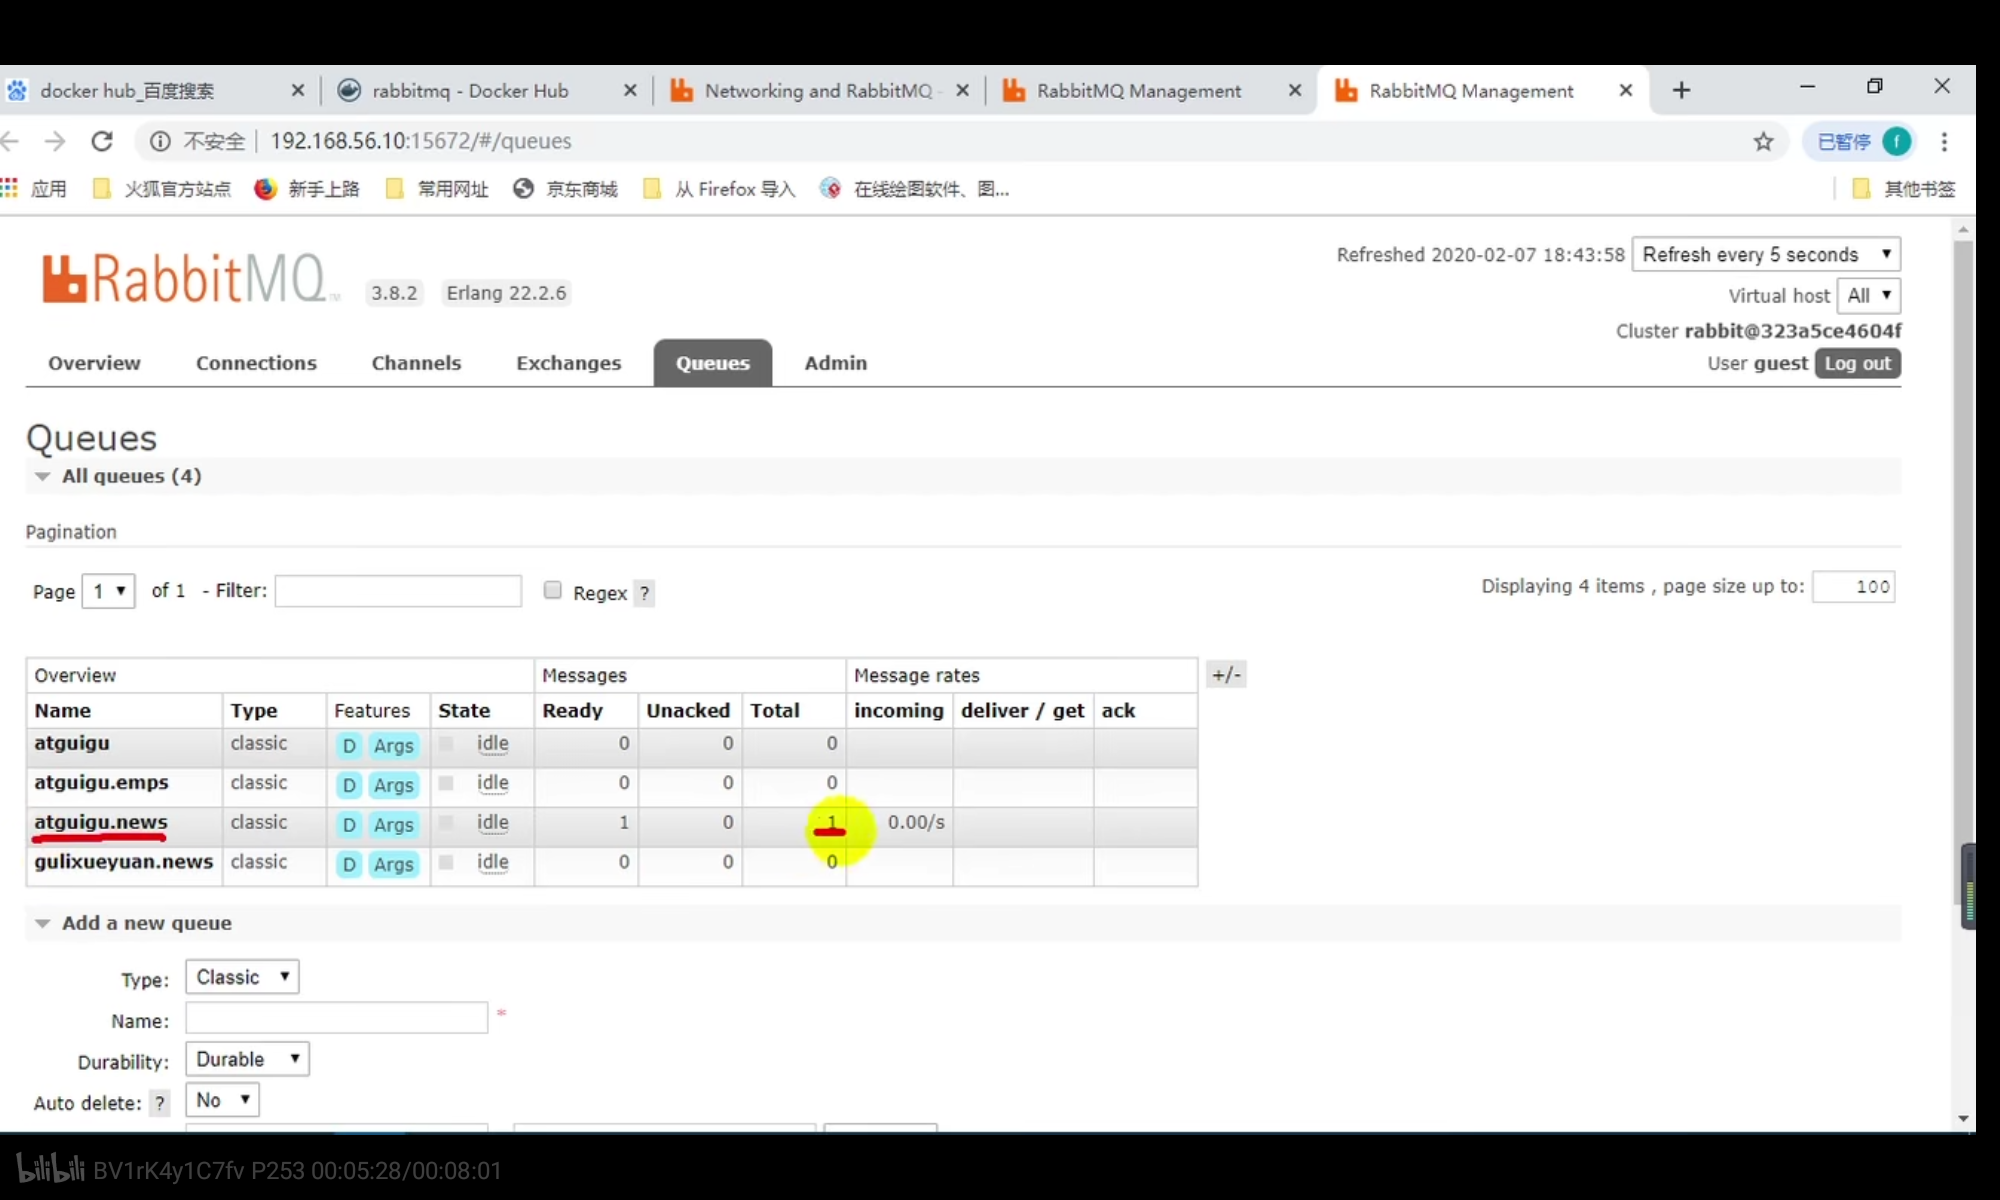 docker hub_百度搜索
rabbitmq - Docker Hub
Networking and RabbitMQ -
RabbitMQ Management
RabbitMQ Management
不安全 | 192.168.56.10:15672/#/queues
已暂停 f
应用 火狐官方站点 新手上路 常用网址 京东商城 从 Firefox 导入 在线绘图软件、图... 其他书签
RabbitMQ TM 3.8.2 Erlang 22.2.6
Refreshed 2020-02-07 18:43:58 Refresh every 5 seconds
Virtual host All
Cluster rabbit@323a5ce4604f
User guest Log out
Overview Connections Channels Exchanges Queues Admin
Queues
All queues (4)
Pagination
Page 1 of 1 - Filter: Regex ?
Displaying 4 items , page size up to: 100
Overview Messages Message rates +/-
Name Type Features State Ready Unacked Total incoming deliver / get ack
atguigu classic D Args idle 0 0 0
atguigu.emps classic D Args idle 0 0 0
atguigu.news classic D Args idle 1 0 1 0.00/s
gulixueyuan.news classic D Args idle 0 0 0
Add a new queue
Type: Classic
Name: *
Durability: Durable
Auto delete: ? No
bilibili BV1rK4y1C7fv P253 00:05:28/00:08:01